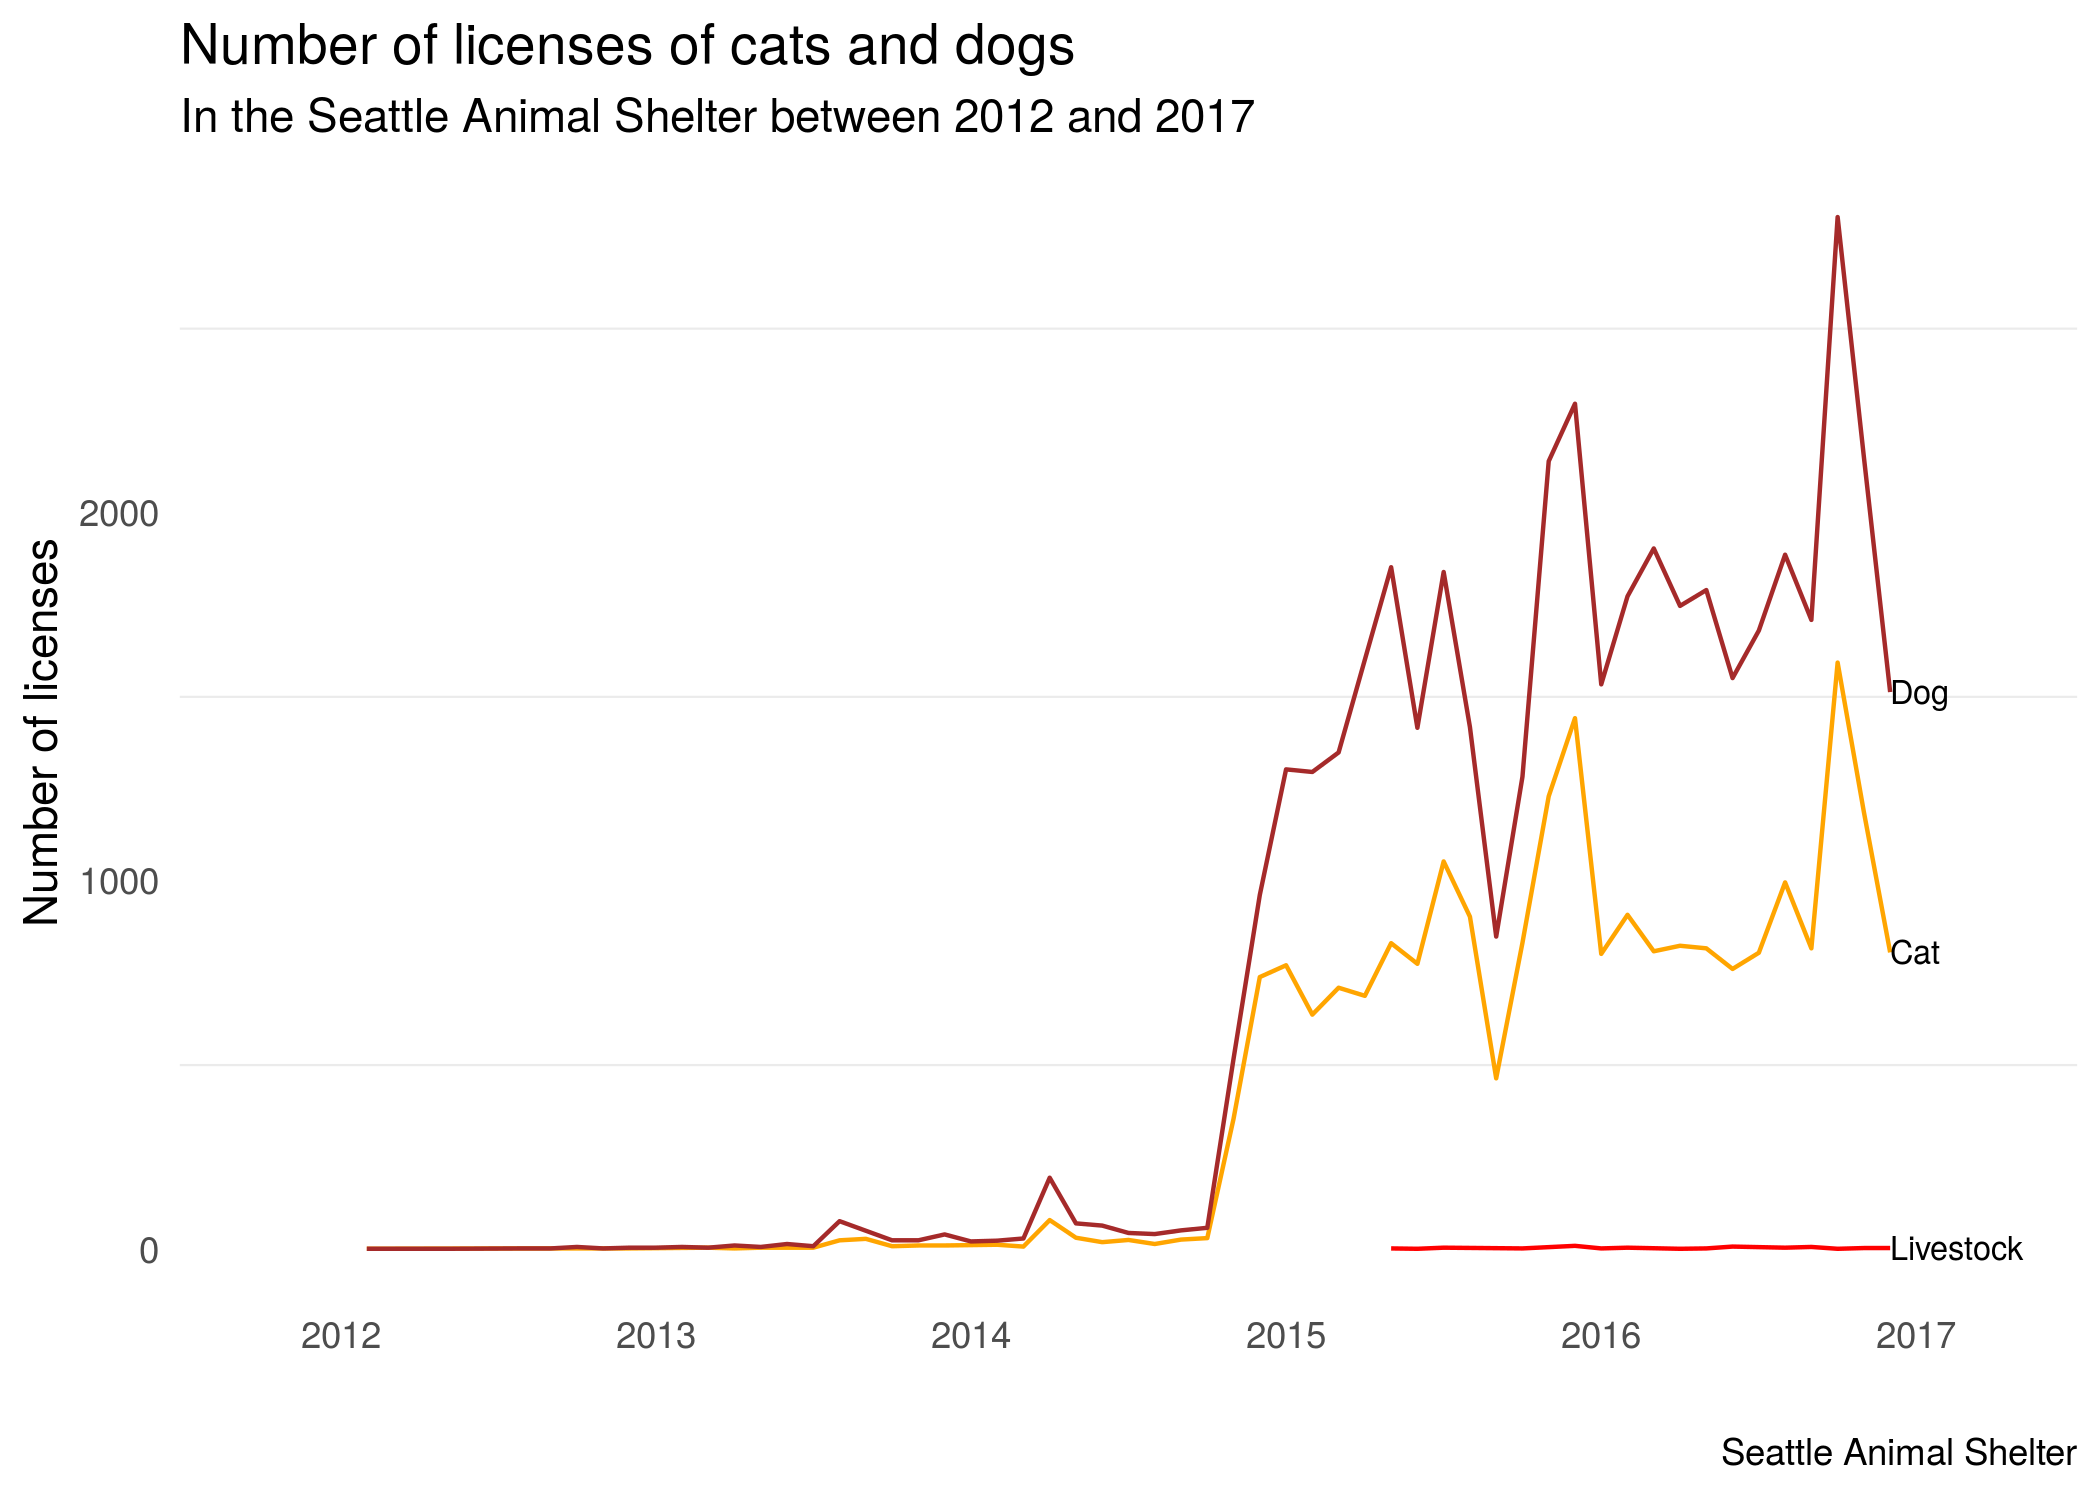 Number of licenses of cats and dogs
In the Seattle Animal Shelter between 2012 and 2017
Number of licenses
2000
1000
0
Dog
Cat
Livestock
2012 2013 2014 2015 2016 2017
Seattle Animal Shelter